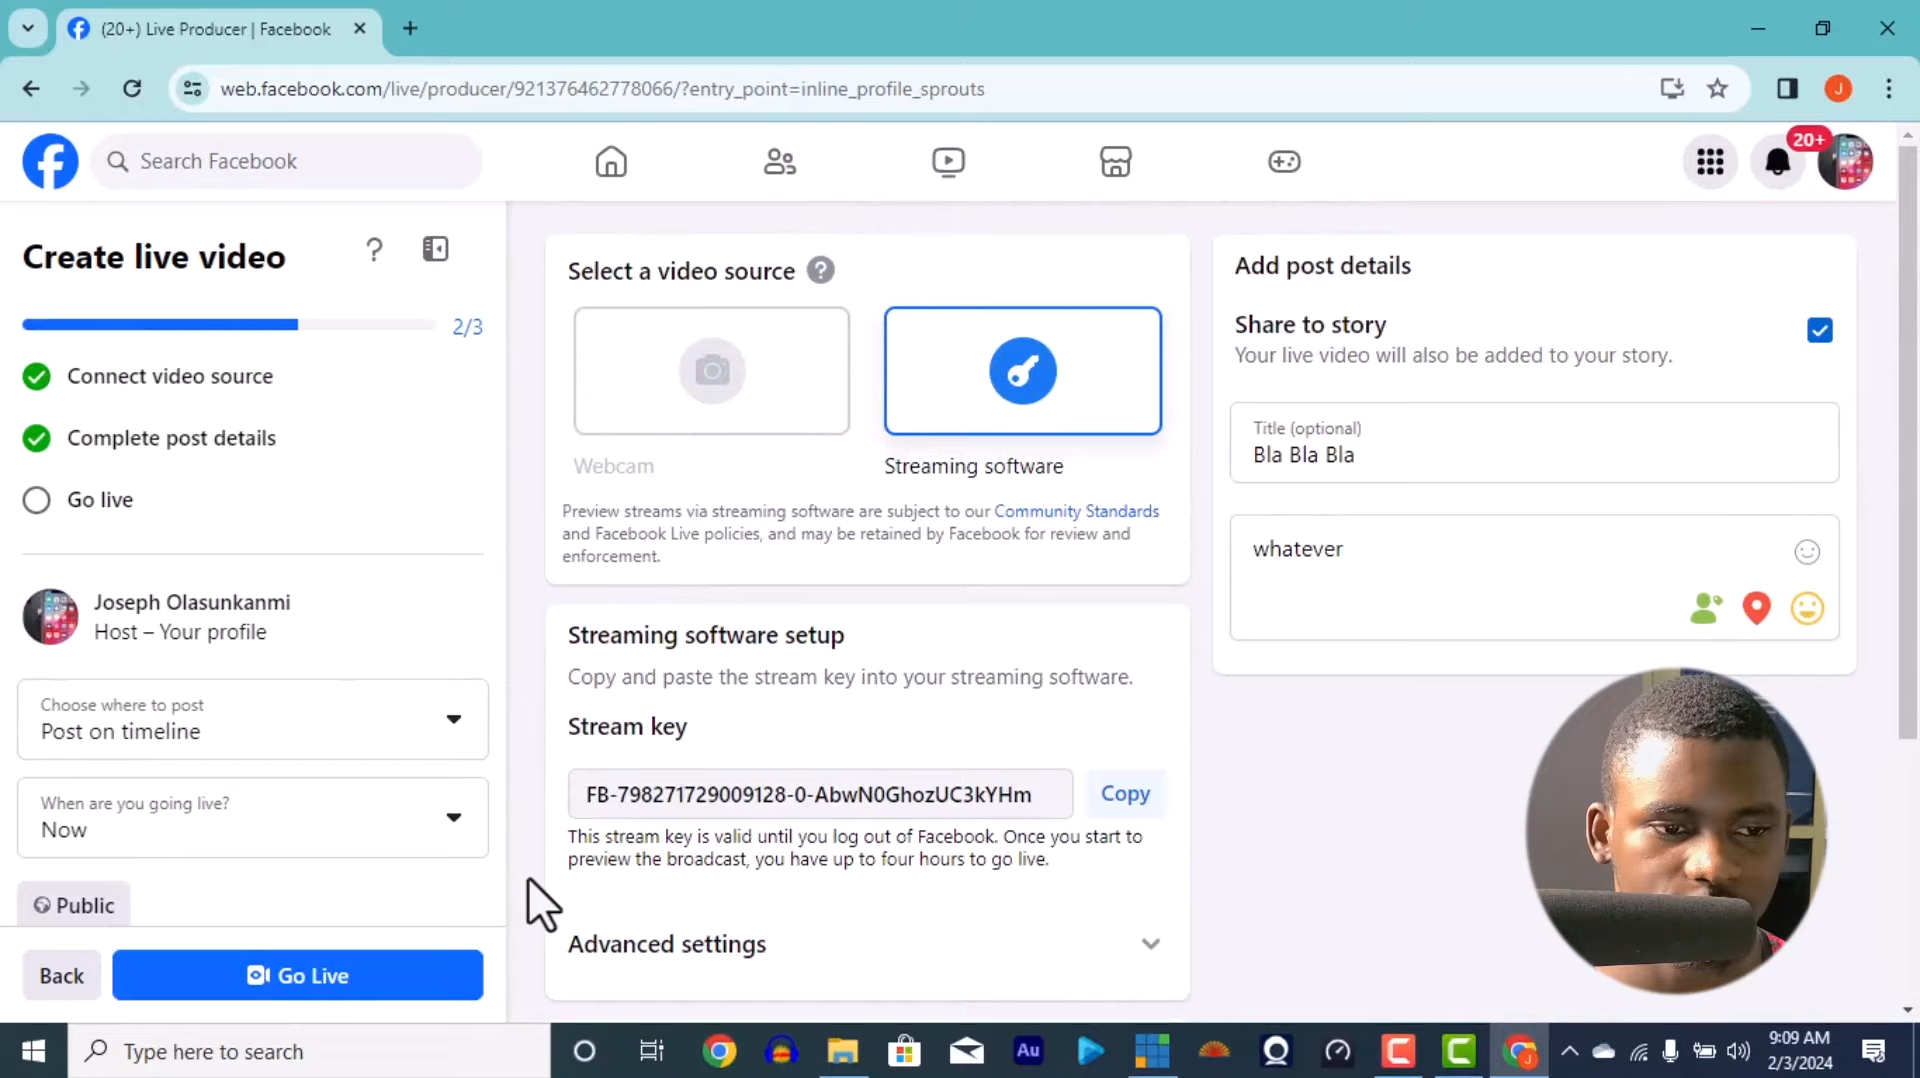 (20+) Live Producer | Facebook
web.facebook.com/live/producer/921376462778066/?entry_point=inline_profile_sprouts
J
Search Facebook
20+
Create live video
?
2/3
Connect video source
Complete post details
Go live
Joseph Olasunkanmi
Host – Your profile
Choose where to post
Post on timeline
When are you going live?
Now
Public
Back
Go Live
Select a video source ?
Webcam
Streaming software
Preview streams via streaming software are subject to our Community Standards
and Facebook Live policies, and may be retained by Facebook for review and
enforcement.
Streaming software setup
Copy and paste the stream key into your streaming software.
Stream key
FB-798271729009128-0-AbwN0GhozUC3kYHm
Copy
This stream key is valid until you log out of Facebook. Once you start to
preview the broadcast, you have up to four hours to go live.
Advanced settings
Add post details
Share to story
Your live video will also be added to your story.
Title (optional)
Bla Bla Bla
whatever
Type here to search
Au
J
9:09 AM
2/3/2024